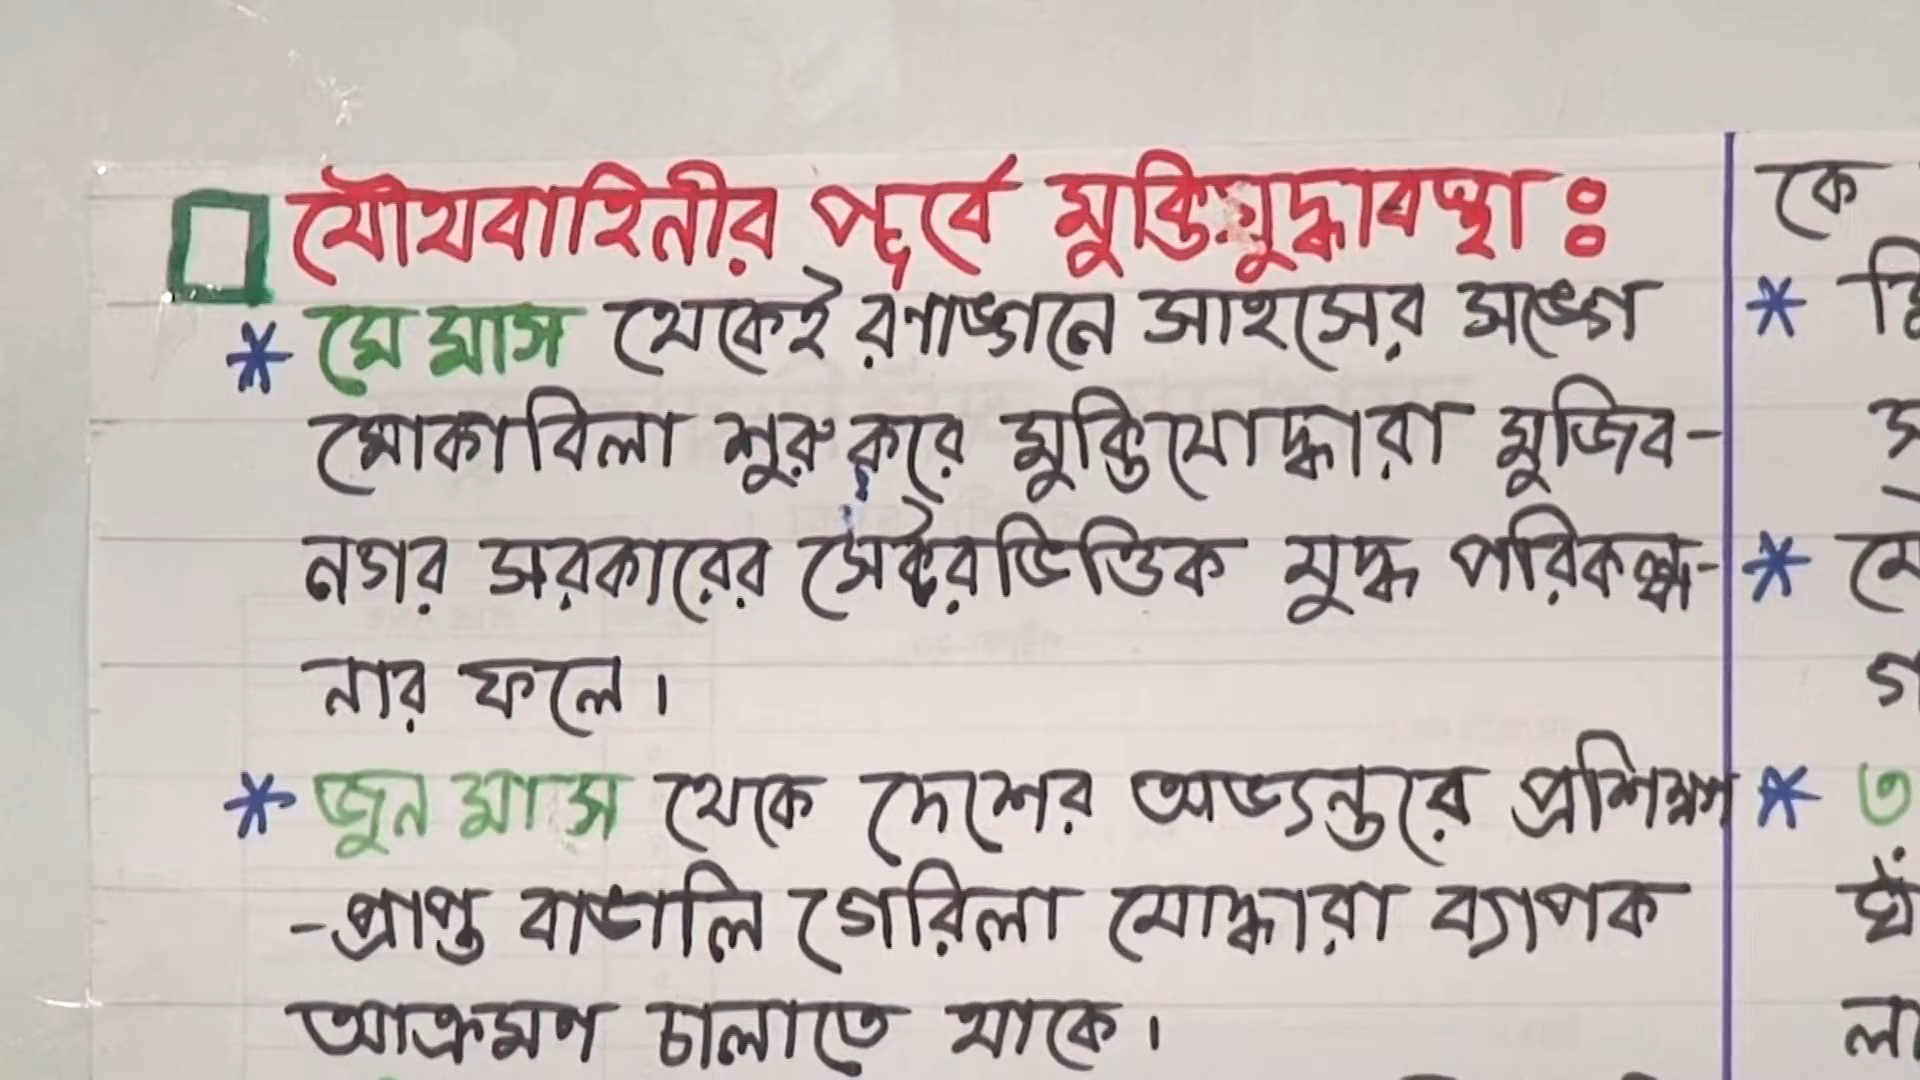 যৌথবাহিনীর পূর্বে মুক্তিযুদ্ধাবস্থা :
* মে মাস থেকেই রণাঙ্গনে সাহসের সঙ্গে
মোকাবিলা শুরু করে মুক্তিযোদ্ধারা মুজিব-
নগর সরকারের সেক্টরভিত্তিক যুদ্ধ পরিকল্প-
নার ফলে।
* জুন মাস থেকে দেশের অভ্যন্তরে প্রশিক্ষণ
-প্রাপ্ত বাঙালি গেরিলা যোদ্ধারা ব্যাপক
আক্রমণ চালাতে থাকে।
কে
*
*
*